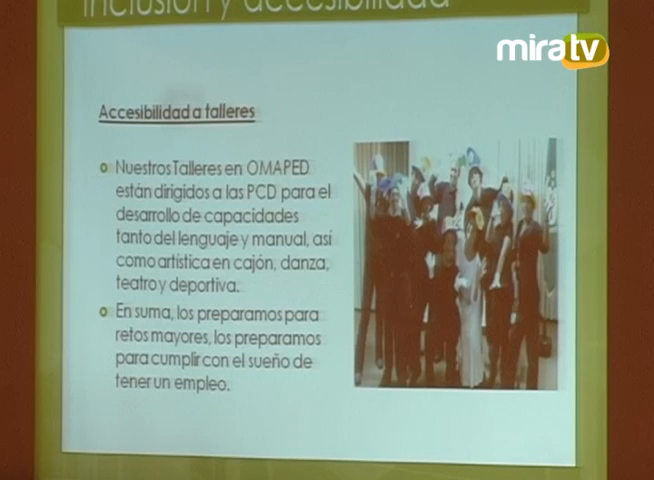 Inclusión y accesibilidad
miratv
Accesibilidad a talleres
Nuestros Talleres en OMAPED
están dirigidos a las PCD para el
desarrollo de capacidades
tanto del lenguaje y manual, así
como artística en cajón, danza,
teatro y deportiva.
En suma, los preparamos para
retos mayores, los preparamos
para cumplir con el sueño de
tener un empleo.